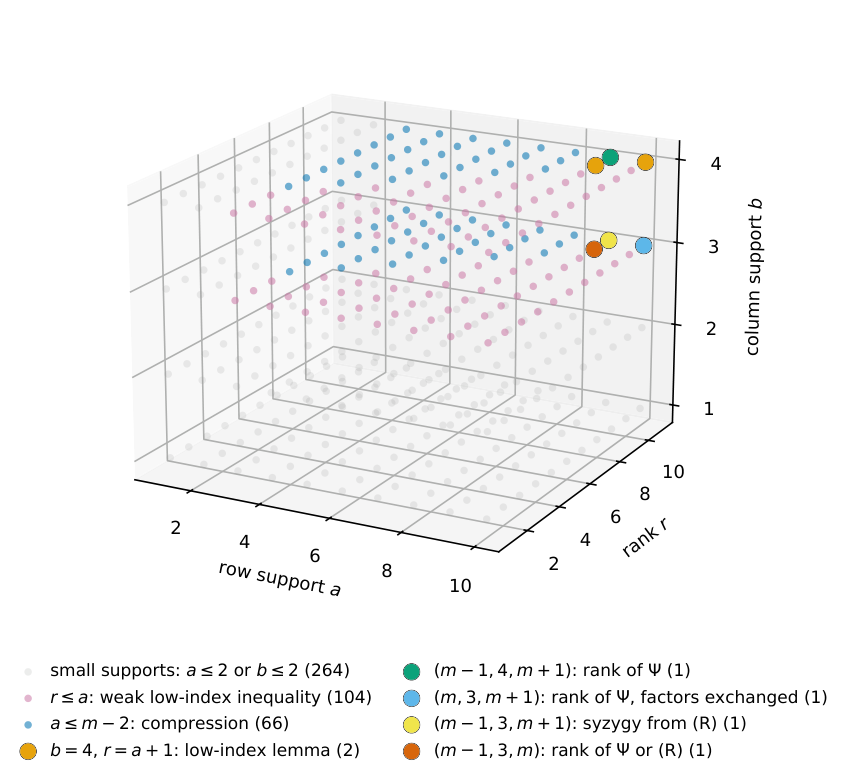 4
3
2
1
column support b
2
4
6
8
10
row support a
2
4
6
8
10
rank r
small supports: a ≤ 2 or b ≤ 2 (264)
r ≤ a: weak low-index inequality (104)
a ≤ m − 2: compression (66)
b = 4, r = a + 1: low-index lemma (2)
(m − 1, 4, m + 1): rank of Ψ (1)
(m, 3, m + 1): rank of Ψ, factors exchanged (1)
(m − 1, 3, m + 1): syzygy from (R) (1)
(m − 1, 3, m): rank of Ψ or (R) (1)